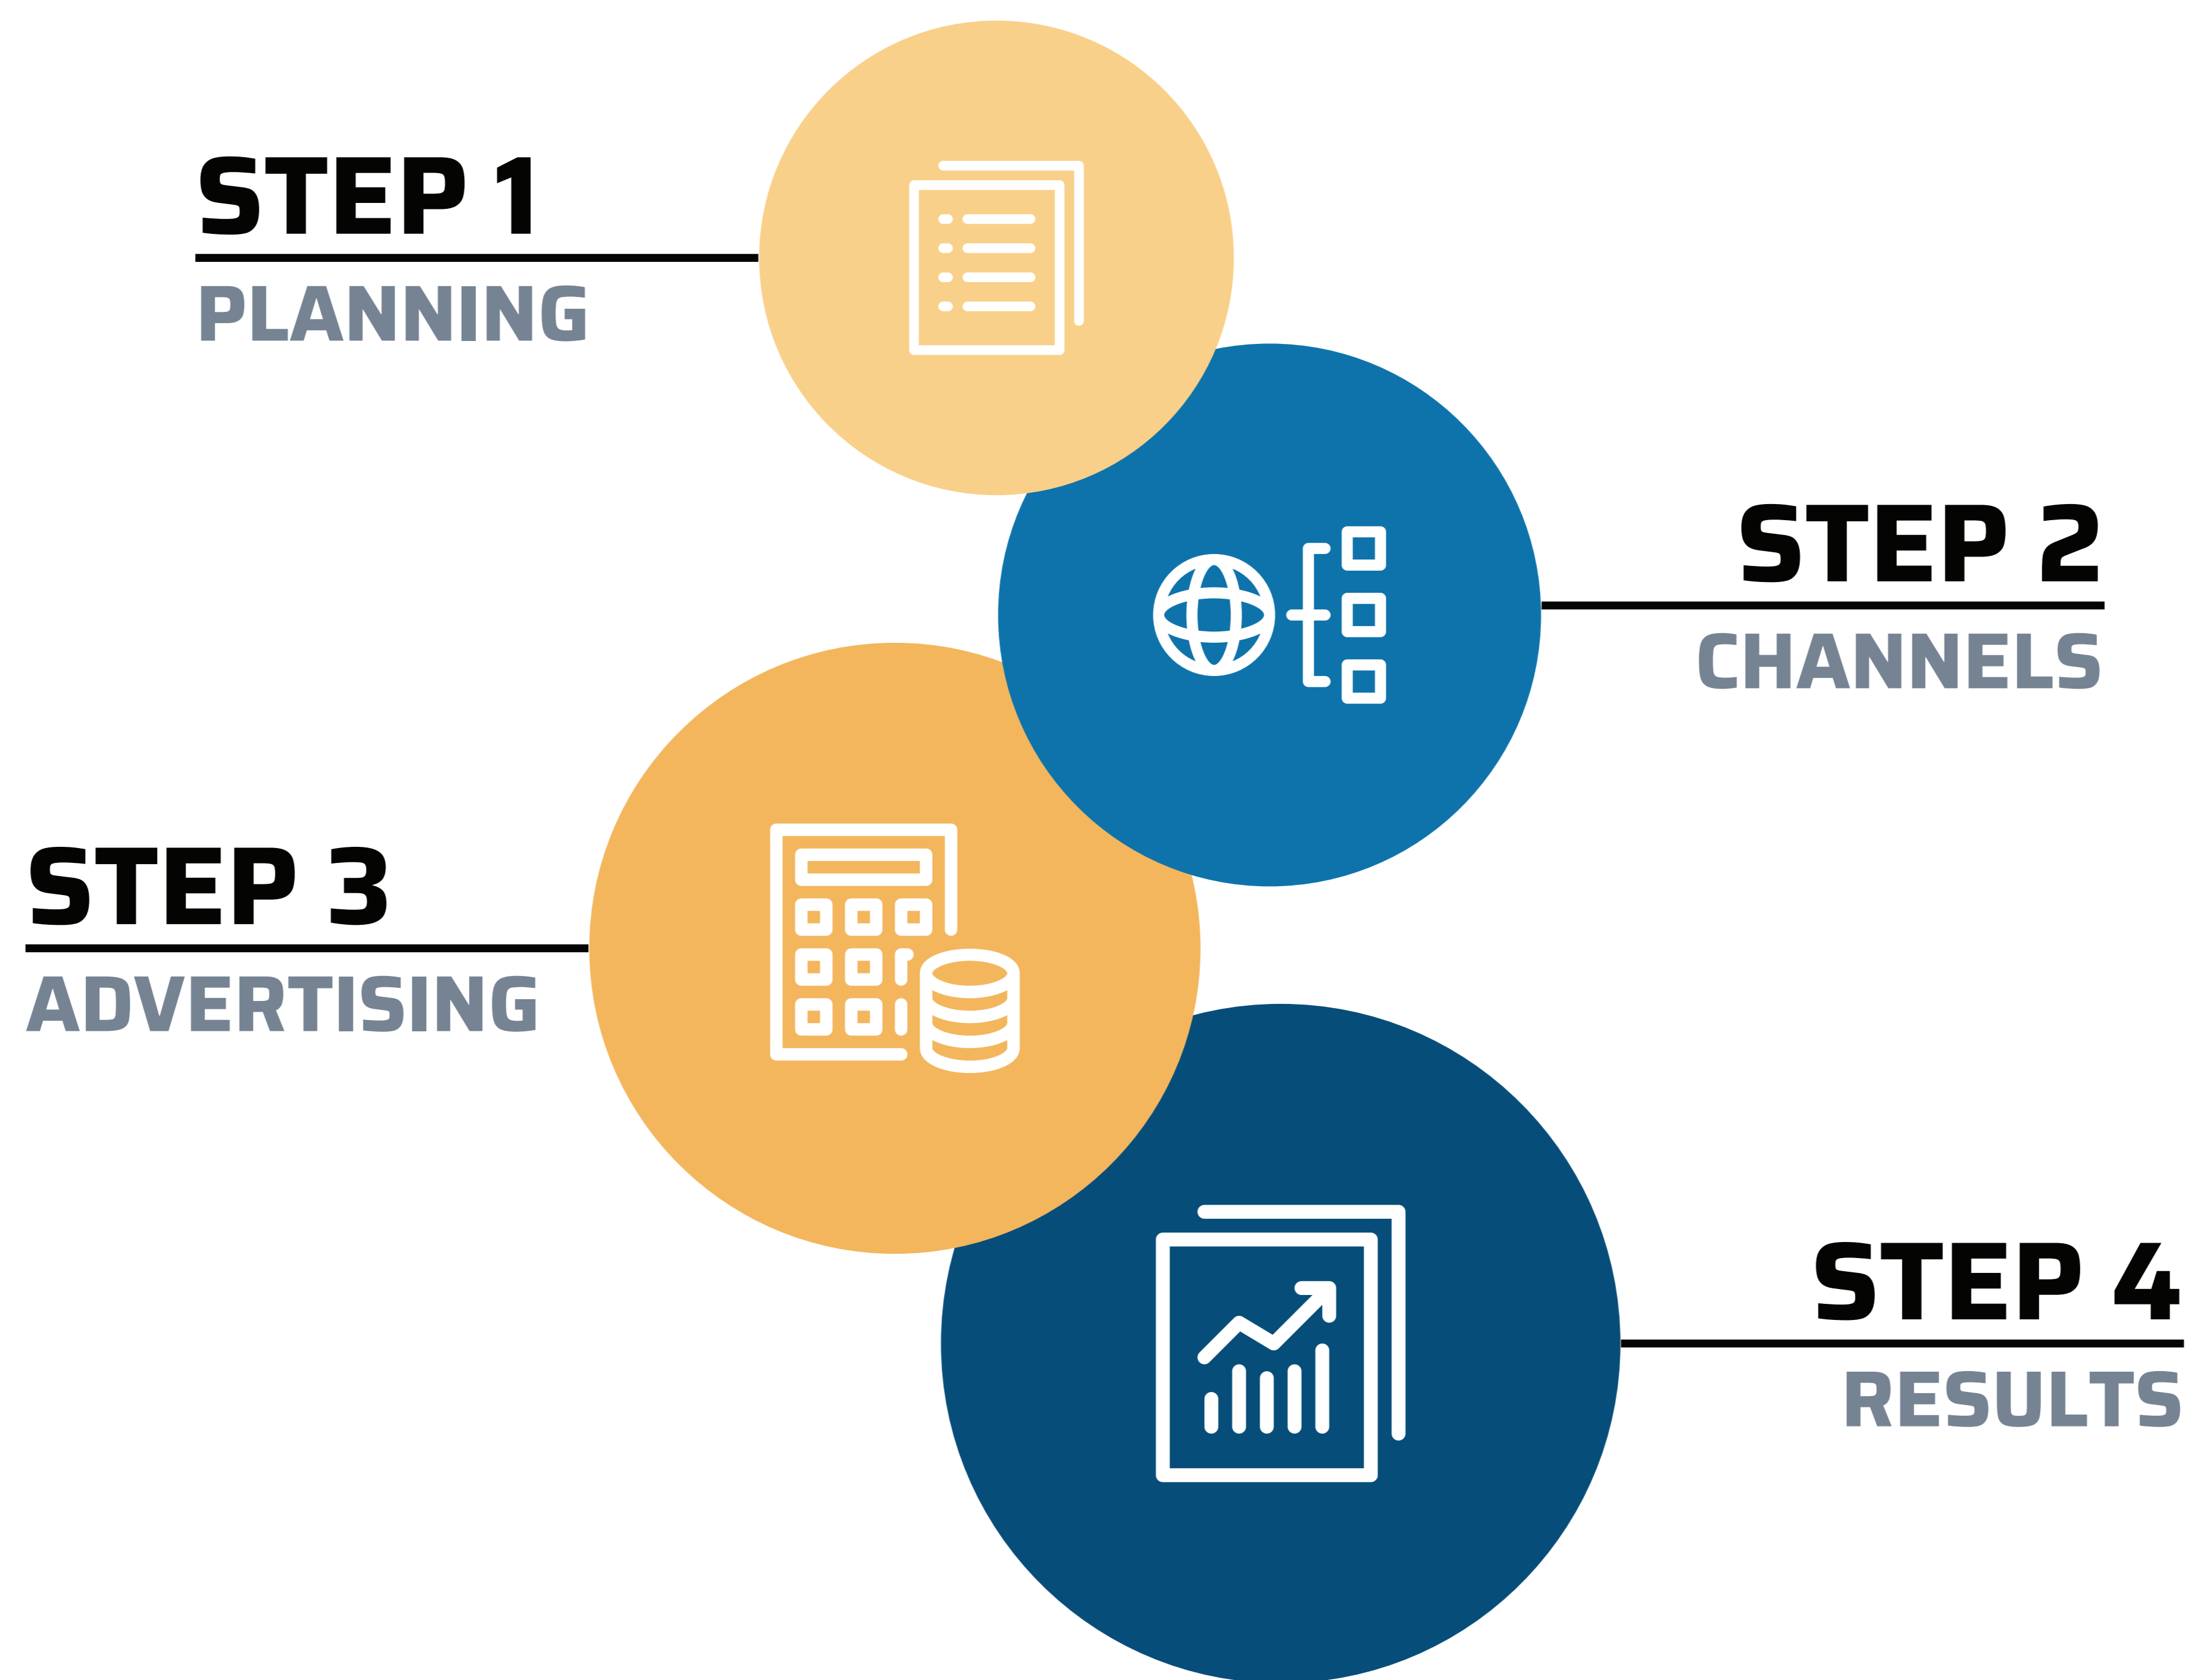 STEP 1
PLANNING
STEP 2
CHANNELS
STEP 3
ADVERTISING
STEP 4
RESULTS